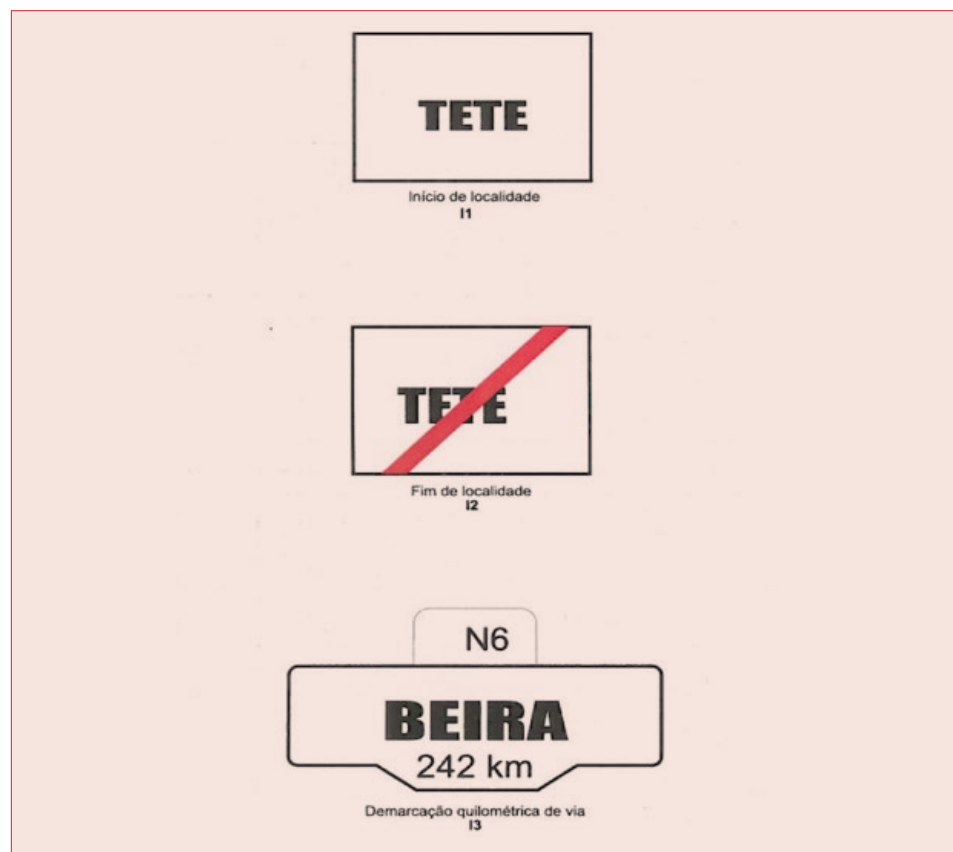 TETE
Início de localidade
I1
TETE
Fim de localidade
I2
N6
BEIRA
242 km
Demarcação quilométrica de via
I3